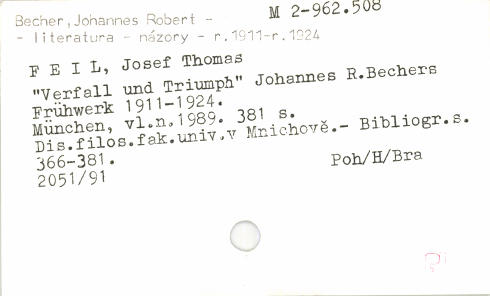 Becher,Johannes Robert -
M 2-962.508
- literatura - názory - r.1911-r.1924
F E I L, Josef Thomas
"Verfall und Triumph" Johannes R.Bechers
Frühwerk 1911-1924.
München, vl.n.1989. 381 s.
Dis.filos.fak.univ.v Mnichově.- Bibliogr.s.
366-381.
Poh/H/Bra
2051/91